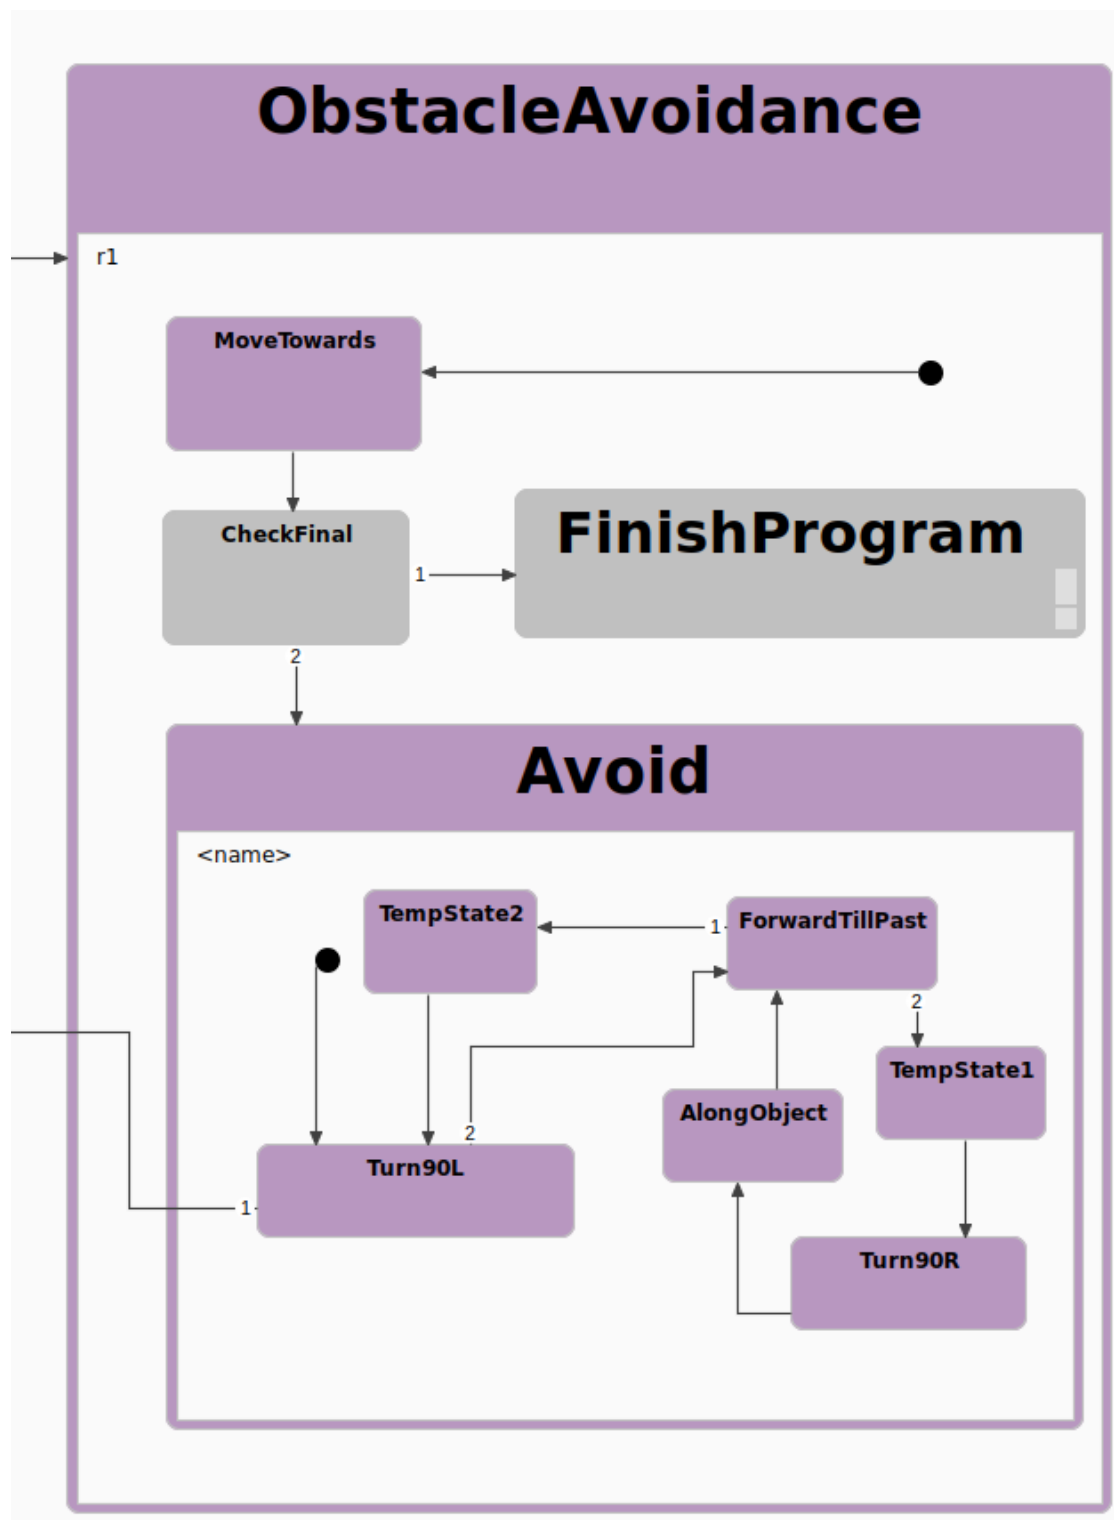 ObstacleAvoidance
r1
MoveTowards
CheckFinal
1
FinishProgram
2
Avoid
<name>
TempState2
1
ForwardTillPast
2
TempState1
AlongObject
2
Turn90L
1
Turn90R